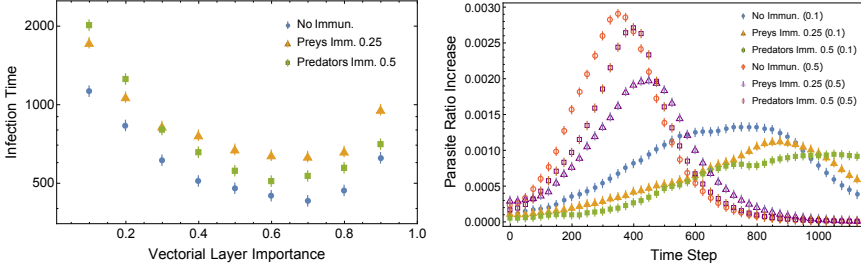 2000
1000
500
0.2
0.4
0.6
0.8
1.0
Infection Time
Vectorial Layer Importance
No Immun.
Preys Imm. 0.25
Predators Imm. 0.5
0.0030
0.0025
0.0020
0.0015
0.0010
0.0005
0.0000
0
200
400
600
800
1000
Parasite Ratio Increase
Time Step
No Immun. (0.1)
Preys Imm. 0.25 (0.1)
Predators Imm. 0.5 (0.1)
No Immun. (0.5)
Preys Imm. 0.25 (0.5)
Predators Imm. 0.5 (0.5)